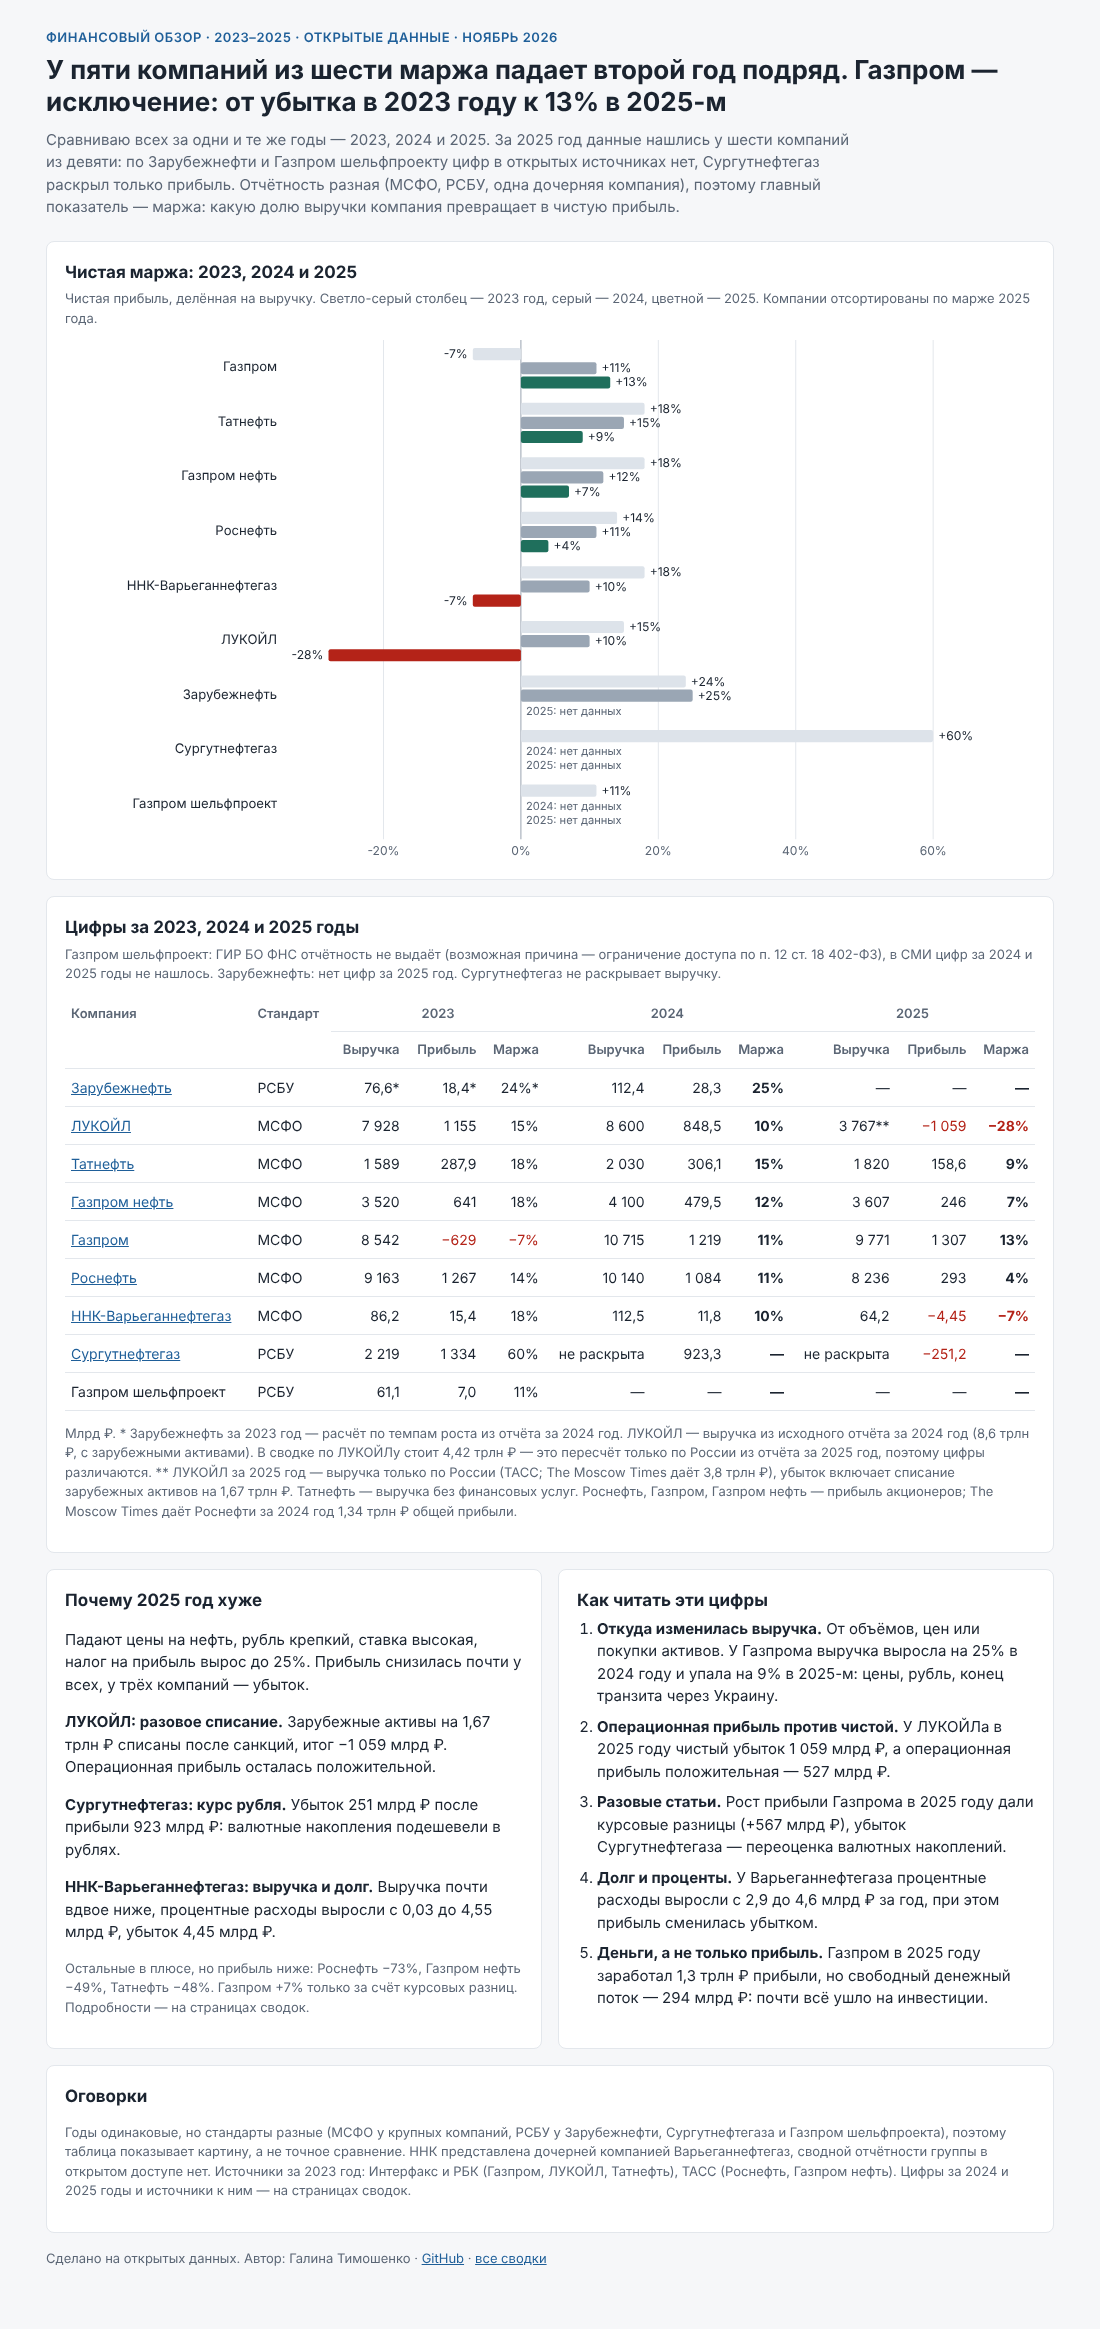 ФИНАНСОВЫЙ ОБЗОР · 2023–2025 · ОТКРЫТЫЕ ДАННЫЕ · НОЯБРЬ 2026
У пяти компаний из шести маржа падает второй год подряд. Газпром —
исключение: от убытка в 2023 году к 13% в 2025-м
Сравниваю всех за одни и те же годы — 2023, 2024 и 2025. За 2025 год данные нашлись у шести компаний
из девяти: по Зарубежнефти и Газпром шельфпроекту цифр в открытых источниках нет, Сургутнефтегаз
раскрыл только прибыль. Отчётность разная (МСФО, РСБУ, одна дочерняя компания), поэтому главный
показатель — маржа: какую долю выручки компания превращает в чистую прибыль.
Чистая маржа: 2023, 2024 и 2025
Чистая прибыль, делённая на выручку. Светло-серый столбец — 2023 год, серый — 2024, цветной — 2025. Компании отсортированы по марже 2025
года.
-7%
Газпром
+11%
+13%
+18%
Татнефть
+15%
+9%
+18%
Газпром нефть
+12%
+7%
+14%
Роснефть
+11%
+4%
+18%
ННК-Варьеганнефтегаз
+10%
-7%
+15%
ЛУКОЙЛ
+10%
-28%
+24%
Зарубежнефть
+25%
2025: нет данных
+60%
Сургутнефтегаз
2024: нет данных
2025: нет данных
+11%
Газпром шельфпроект
2024: нет данных
2025: нет данных
-20% 0% 20% 40% 60%
Цифры за 2023, 2024 и 2025 годы
Газпром шельфпроект: ГИР БО ФНС отчётность не выдаёт (возможная причина — ограничение доступа по п. 12 ст. 18 402-ФЗ), в СМИ цифр за 2024 и
2025 годы не нашлось. Зарубежнефть: нет цифр за 2025 год. Сургутнефтегаз не раскрывает выручку.
Компания Стандарт 2023 2024 2025
Выручка Прибыль Маржа Выручка Прибыль Маржа Выручка Прибыль Маржа
Зарубежнефть РСБУ 76,6* 18,4* 24%* 112,4 28,3 25% — — —
ЛУКОЙЛ МСФО 7 928 1 155 15% 8 600 848,5 10% 3 767** −1 059 −28%
Татнефть МСФО 1 589 287,9 18% 2 030 306,1 15% 1 820 158,6 9%
Газпром нефть МСФО 3 520 641 18% 4 100 479,5 12% 3 607 246 7%
Газпром МСФО 8 542 −629 −7% 10 715 1 219 11% 9 771 1 307 13%
Роснефть МСФО 9 163 1 267 14% 10 140 1 084 11% 8 236 293 4%
ННК-Варьеганнефтегаз МСФО 86,2 15,4 18% 112,5 11,8 10% 64,2 −4,45 −7%
Сургутнефтегаз РСБУ 2 219 1 334 60% не раскрыта 923,3 — не раскрыта −251,2 —
Газпром шельфпроект РСБУ 61,1 7,0 11% — — — — — —
Млрд ₽. * Зарубежнефть за 2023 год — расчёт по темпам роста из отчёта за 2024 год. ЛУКОЙЛ — выручка из исходного отчёта за 2024 год (8,6 трлн
₽, с зарубежными активами). В сводке по ЛУКОЙЛу стоит 4,42 трлн ₽ — это пересчёт только по России из отчёта за 2025 год, поэтому цифры
различаются. ** ЛУКОЙЛ за 2025 год — выручка только по России (ТАСС; The Moscow Times даёт 3,8 трлн ₽), убыток включает списание
зарубежных активов на 1,67 трлн ₽. Татнефть — выручка без финансовых услуг. Роснефть, Газпром, Газпром нефть — прибыль акционеров; The
Moscow Times даёт Роснефти за 2024 год 1,34 трлн ₽ общей прибыли.
Почему 2025 год хуже
Падают цены на нефть, рубль крепкий, ставка высокая,
налог на прибыль вырос до 25%. Прибыль снизилась почти у
всех, у трёх компаний — убыток.
ЛУКОЙЛ: разовое списание. Зарубежные активы на 1,67
трлн ₽ списаны после санкций, итог −1 059 млрд ₽.
Операционная прибыль осталась положительной.
Сургутнефтегаз: курс рубля. Убыток 251 млрд ₽ после
прибыли 923 млрд ₽: валютные накопления подешевели в
рублях.
ННК-Варьеганнефтегаз: выручка и долг. Выручка почти
вдвое ниже, процентные расходы выросли с 0,03 до 4,55
млрд ₽, убыток 4,45 млрд ₽.
Остальные в плюсе, но прибыль ниже: Роснефть −73%, Газпром нефть
−49%, Татнефть −48%. Газпром +7% только за счёт курсовых разниц.
Подробности — на страницах сводок.
Как читать эти цифры
1. Откуда изменилась выручка. От объёмов, цен или
покупки активов. У Газпрома выручка выросла на 25% в
2024 году и упала на 9% в 2025-м: цены, рубль, конец
транзита через Украину.
2. Операционная прибыль против чистой. У ЛУКОЙЛа в
2025 году чистый убыток 1 059 млрд ₽, а операционная
прибыль положительная — 527 млрд ₽.
3. Разовые статьи. Рост прибыли Газпрома в 2025 году дали
курсовые разницы (+567 млрд ₽), убыток
Сургутнефтегаза — переоценка валютных накоплений.
4. Долг и проценты. У Варьеганнефтегаза процентные
расходы выросли с 2,9 до 4,6 млрд ₽ за год, при этом
прибыль сменилась убытком.
5. Деньги, а не только прибыль. Газпром в 2025 году
заработал 1,3 трлн ₽ прибыли, но свободный денежный
поток — 294 млрд ₽: почти всё ушло на инвестиции.
Оговорки
Годы одинаковые, но стандарты разные (МСФО у крупных компаний, РСБУ у Зарубежнефти, Сургутнефтегаза и Газпром шельфпроекта), поэтому
таблица показывает картину, а не точное сравнение. ННК представлена дочерней компанией Варьеганнефтегаз, сводной отчётности группы в
открытом доступе нет. Источники за 2023 год: Интерфакс и РБК (Газпром, ЛУКОЙЛ, Татнефть), ТАСС (Роснефть, Газпром нефть). Цифры за 2024 и
2025 годы и источники к ним — на страницах сводок.
Сделано на открытых данных. Автор: Галина Тимошенко · GitHub · все сводки